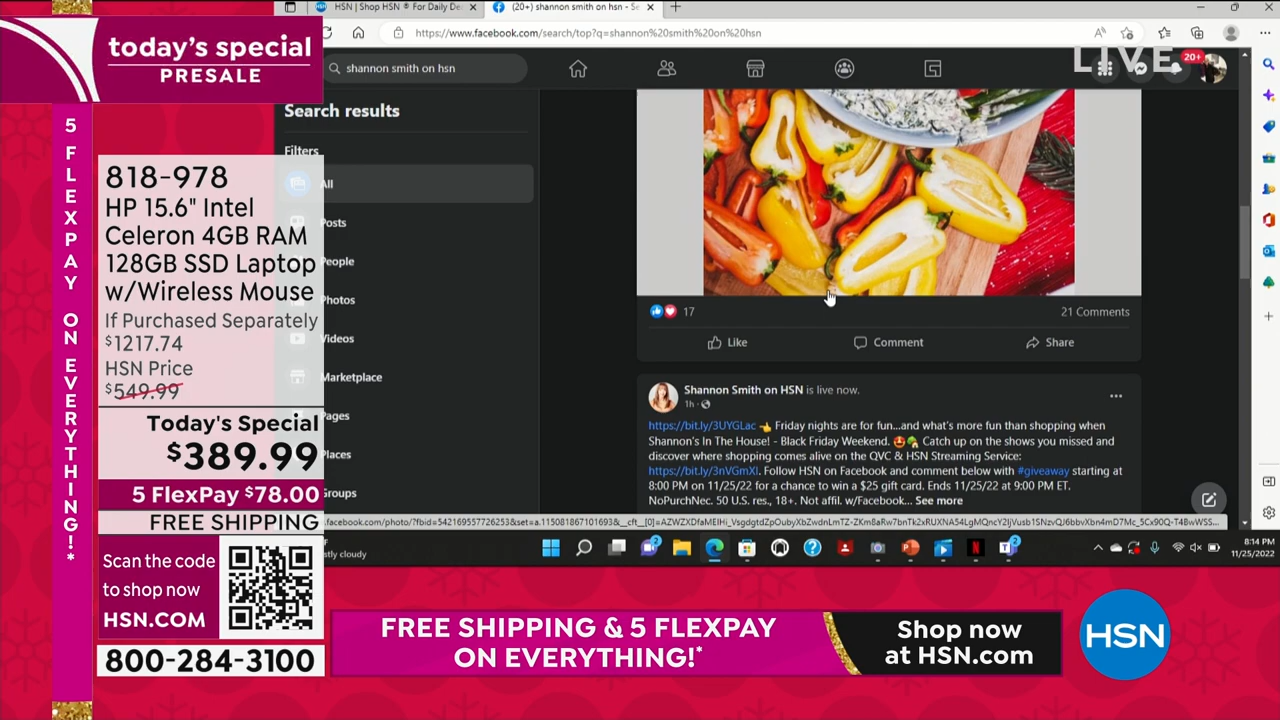 today's special
PRESALE
5 FLEXPAY ON EVERYTHING!*
818-978
HP 15.6" Intel
Celeron 4GB RAM
128GB SSD Laptop
w/Wireless Mouse
If Purchased Separately
$1217.74
HSN Price
$549.99
Today's Special
$389.99
5 FlexPay $78.00
FREE SHIPPING
Scan the code
to shop now
HSN.COM
800-284-3100
HSN | Shop HSN ® For Daily De
(20+) shannon smith on hsn - Se
https://www.facebook.com/search/top?q=shannon%20smith%20on%20hsn
shannon smith on hsn
LIVE
20+
Search results
Filters
All
Posts
People
Photos
Videos
Marketplace
Pages
Places
Groups
17
21 Comments
Like
Comment
Share
Shannon Smith on HSN is live now.
1h
https://bit.ly/3UYGLac 👈 Friday nights are for fun...and what's more fun than shopping when
Shannon's In The House! - Black Friday Weekend. 🤩🏡 Catch up on the shows you missed and
discover where shopping comes alive on the QVC & HSN Streaming Service:
https://bit.ly/3nVGmXl. Follow HSN on Facebook and comment below with #giveaway starting at
8:00 PM on 11/25/22 for a chance to win a $25 gift card. Ends 11/25/22 at 9:00 PM ET.
NoPurchNec. 50 U.S. res., 18+. Not affil. w/Facebook... See more
stly cloudy
8:14 PM
11/25/2022
FREE SHIPPING & 5 FLEXPAY
ON EVERYTHING!*
Shop now
at HSN.com
HSN